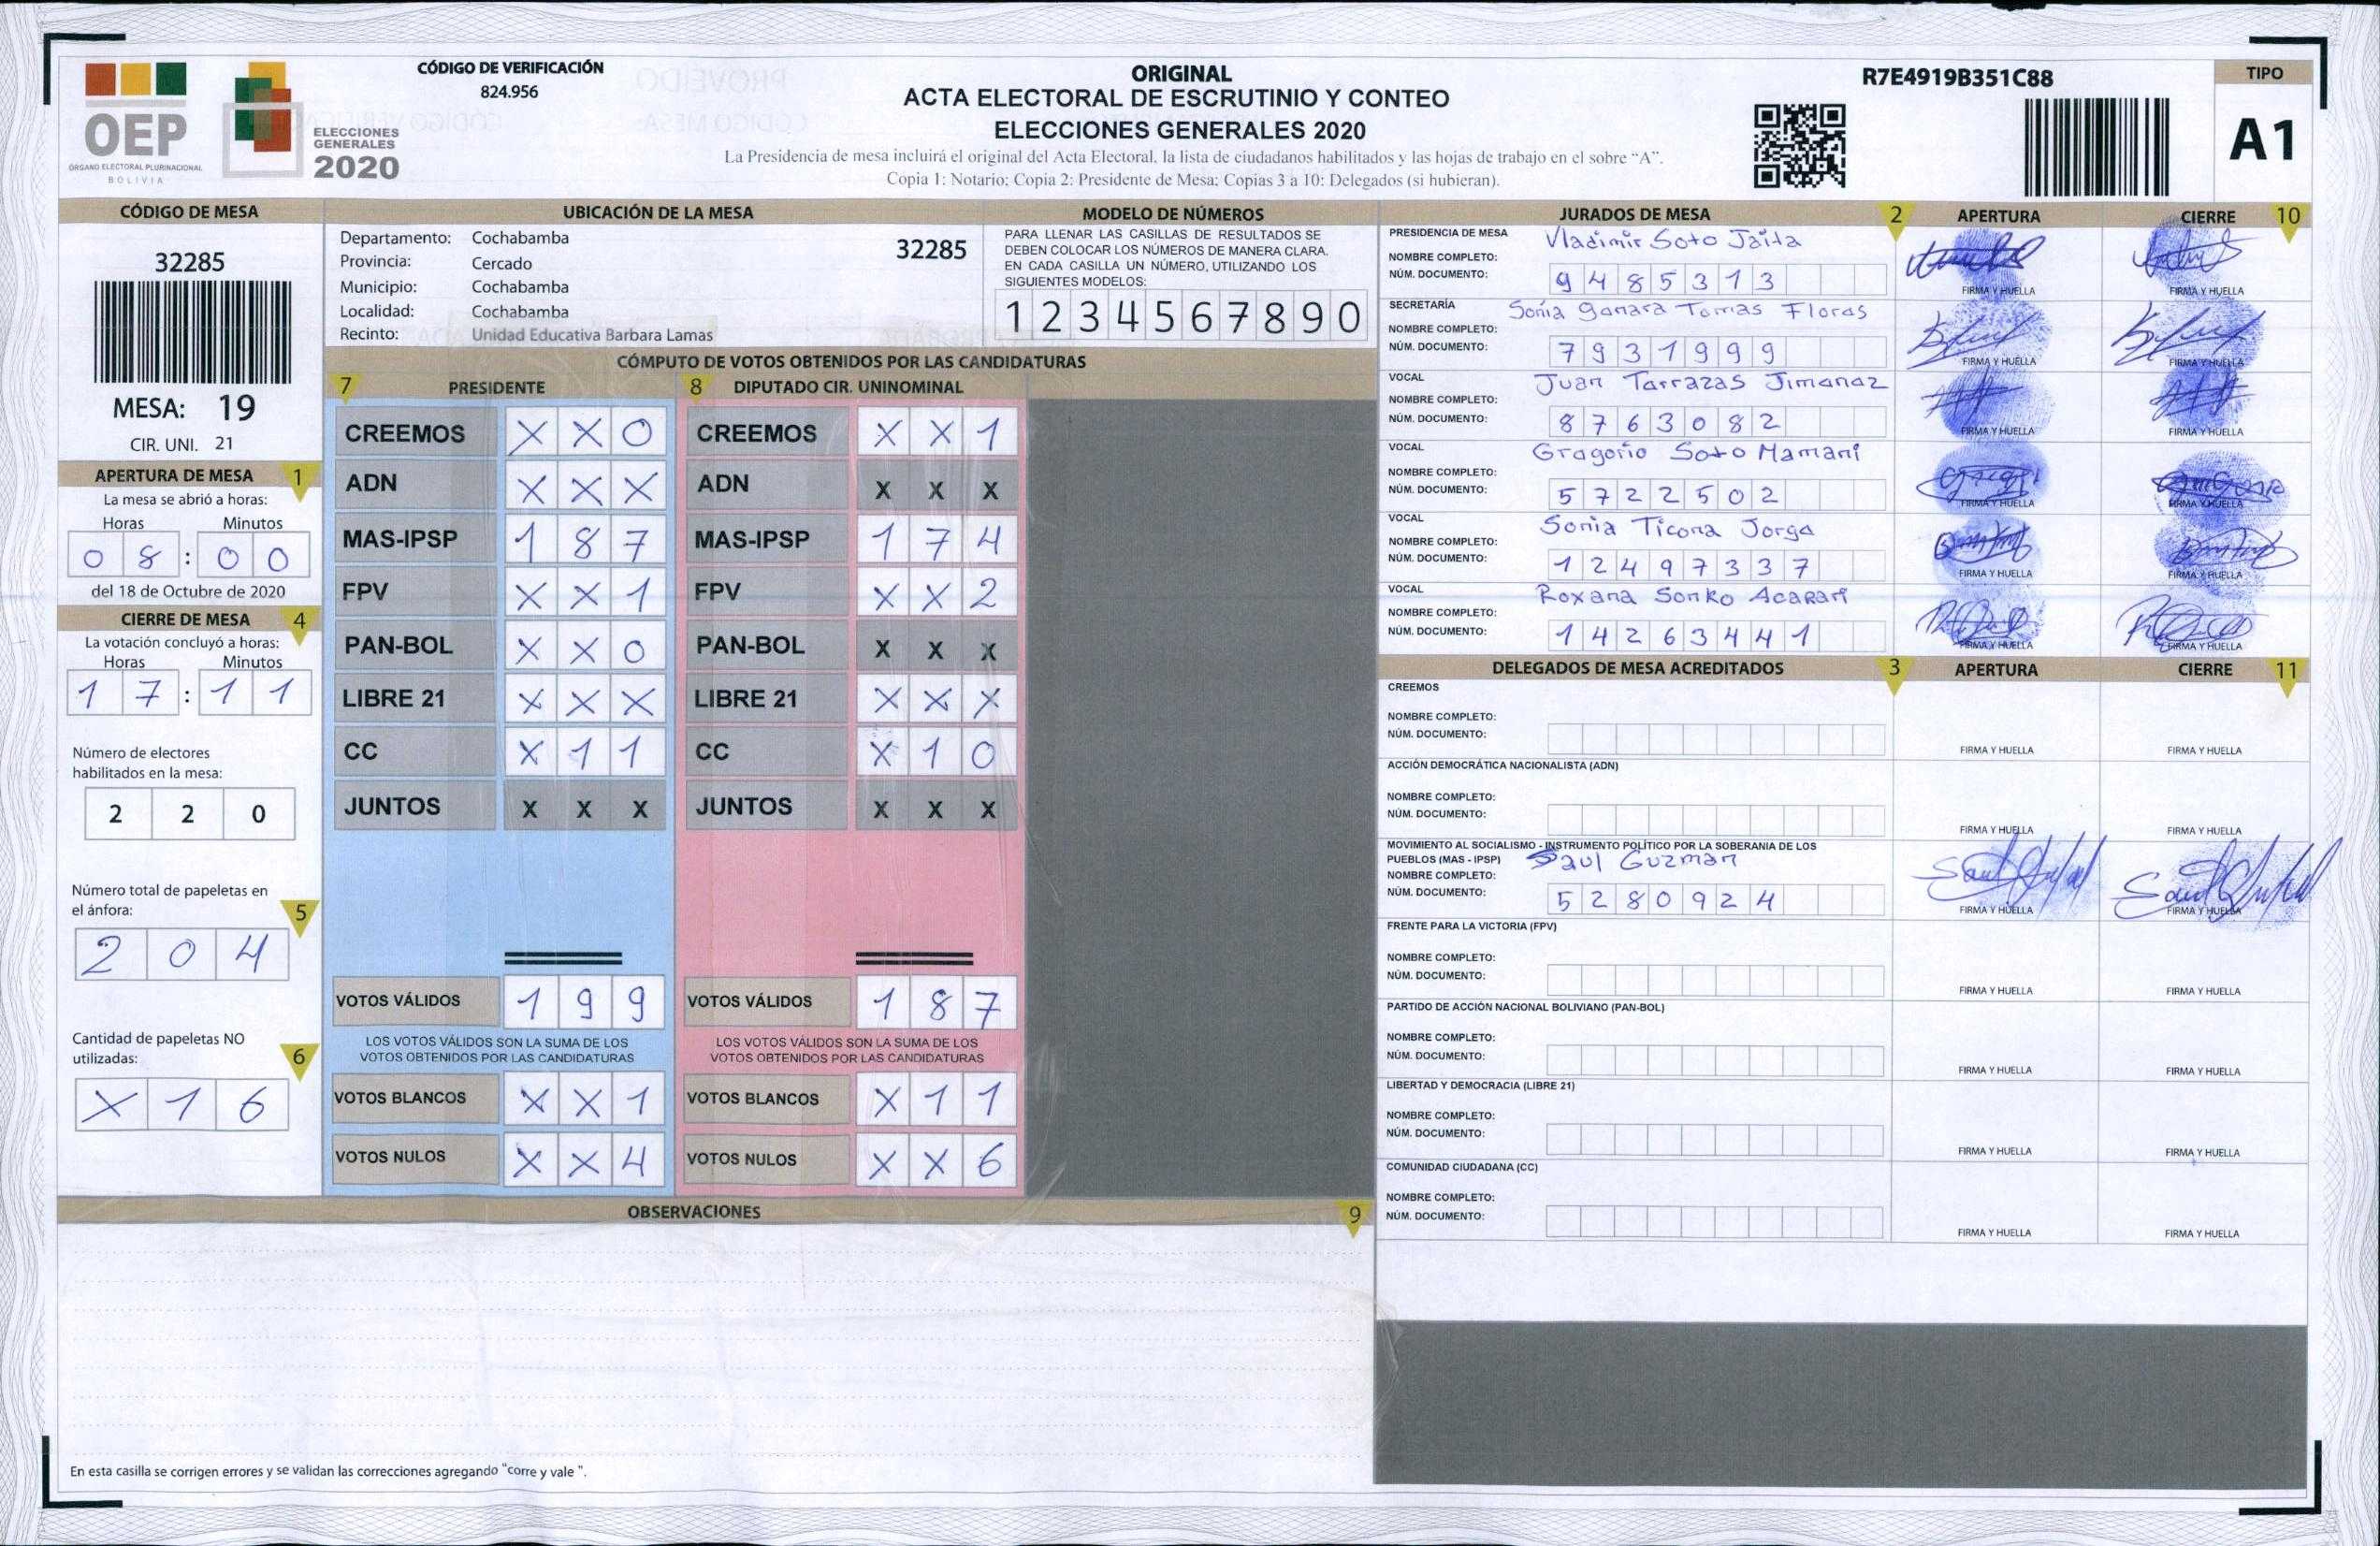 OEP
ÓRGANO ELECTORAL PLURINACIONAL
BOLIVIA
ELECCIONES
GENERALES
2020
CÓDIGO DE VERIFICACIÓN
824.956
ORIGINAL
ACTA ELECTORAL DE ESCRUTINIO Y CONTEO
ELECCIONES GENERALES 2020
La Presidencia de mesa incluirá el original del Acta Electoral, la lista de ciudadanos habilitados y las hojas de trabajo en el sobre “A”.
Copia 1: Notario; Copia 2: Presidente de Mesa; Copias 3 a 10: Delegados (si hubieran).
R7E4919B351C88
TIPO
A1
CÓDIGO DE MESA
32285
MESA: 19
CIR. UNI. 21
APERTURA DE MESA 1
La mesa se abrió a horas:
Horas Minutos
0 8 : 0 0
del 18 de Octubre de 2020
CIERRE DE MESA 4
La votación concluyó a horas:
Horas Minutos
1 7 : 1 1
Número de electores
habilitados en la mesa:
2 2 0
Número total de papeletas en
el ánfora: 5
2 0 4
Cantidad de papeletas NO
utilizadas: 6
X 1 6
UBICACIÓN DE LA MESA
Departamento: Cochabamba 32285
Provincia: Cercado
Municipio: Cochabamba
Localidad: Cochabamba
Recinto: Unidad Educativa Barbara Lamas
MODELO DE NÚMEROS
PARA LLENAR LAS CASILLAS DE RESULTADOS SE
DEBEN COLOCAR LOS NÚMEROS DE MANERA CLARA.
EN CADA CASILLA UN NÚMERO, UTILIZANDO LOS
SIGUIENTES MODELOS:
1 2 3 4 5 6 7 8 9 0
CÓMPUTO DE VOTOS OBTENIDOS POR LAS CANDIDATURAS
7 PRESIDENTE 8 DIPUTADO CIR. UNINOMINAL
CREEMOS X X 0 CREEMOS X X 1
ADN X X X ADN X X X
MAS-IPSP 1 8 7 MAS-IPSP 1 7 4
FPV X X 1 FPV X X 2
PAN-BOL X X 0 PAN-BOL X X X
LIBRE 21 X X X LIBRE 21 X X X
CC X 1 1 CC X 1 0
JUNTOS X X X JUNTOS X X X
VOTOS VÁLIDOS 1 9 9 VOTOS VÁLIDOS 1 8 7
LOS VOTOS VÁLIDOS SON LA SUMA DE LOS LOS VOTOS VÁLIDOS SON LA SUMA DE LOS
VOTOS OBTENIDOS POR LAS CANDIDATURAS VOTOS OBTENIDOS POR LAS CANDIDATURAS
VOTOS BLANCOS X X 1 VOTOS BLANCOS X 1 1
VOTOS NULOS X X 4 VOTOS NULOS X X 6
OBSERVACIONES 9
En esta casilla se corrigen errores y se validan las correcciones agregando "corre y vale ".
JURADOS DE MESA 2 APERTURA CIERRE 10
PRESIDENCIA DE MESA Vladimir Soto Jaita
NOMBRE COMPLETO:
NÚM. DOCUMENTO: 9 4 8 5 3 1 3
FIRMA Y HUELLA FIRMA Y HUELLA
SECRETARÍA Sonia Torras Floras
NOMBRE COMPLETO:
NÚM. DOCUMENTO: 7 9 3 1 9 9 9
FIRMA Y HUELLA FIRMA Y HUELLA
VOCAL Juan Tarrazas Jimanaz
NOMBRE COMPLETO:
NÚM. DOCUMENTO: 8 7 6 3 0 8 2
FIRMA Y HUELLA FIRMA Y HUELLA
VOCAL Gragorio Soto Mamani
NOMBRE COMPLETO:
NÚM. DOCUMENTO: 5 7 2 2 5 0 2
FIRMA Y HUELLA FIRMA Y HUELLA
VOCAL Sonia Ticona Jorga
NOMBRE COMPLETO:
NÚM. DOCUMENTO: 1 2 4 9 7 3 3 7
FIRMA Y HUELLA FIRMA Y HUELLA
VOCAL Roxana Sonko Acarari
NOMBRE COMPLETO:
NÚM. DOCUMENTO: 1 4 2 6 3 4 4 1
FIRMA Y HUELLA FIRMA Y HUELLA
DELEGADOS DE MESA ACREDITADOS 3 APERTURA CIERRE 11
CREEMOS
NOMBRE COMPLETO:
NÚM. DOCUMENTO:
FIRMA Y HUELLA FIRMA Y HUELLA
ACCIÓN DEMOCRÁTICA NACIONALISTA (ADN)
NOMBRE COMPLETO:
NÚM. DOCUMENTO:
FIRMA Y HUELLA FIRMA Y HUELLA
MOVIMIENTO AL SOCIALISMO - INSTRUMENTO POLÍTICO POR LA SOBERANIA DE LOS
PUEBLOS (MAS - IPSP) Saul Guzman
NOMBRE COMPLETO:
NÚM. DOCUMENTO: 5 2 8 0 9 2 4
FIRMA Y HUELLA FIRMA Y HUELLA
FRENTE PARA LA VICTORIA (FPV)
NOMBRE COMPLETO:
NÚM. DOCUMENTO:
FIRMA Y HUELLA FIRMA Y HUELLA
PARTIDO DE ACCIÓN NACIONAL BOLIVIANO (PAN-BOL)
NOMBRE COMPLETO:
NÚM. DOCUMENTO:
FIRMA Y HUELLA FIRMA Y HUELLA
LIBERTAD Y DEMOCRACIA (LIBRE 21)
NOMBRE COMPLETO:
NÚM. DOCUMENTO:
FIRMA Y HUELLA FIRMA Y HUELLA
COMUNIDAD CIUDADANA (CC)
NOMBRE COMPLETO:
NÚM. DOCUMENTO:
FIRMA Y HUELLA FIRMA Y HUELLA